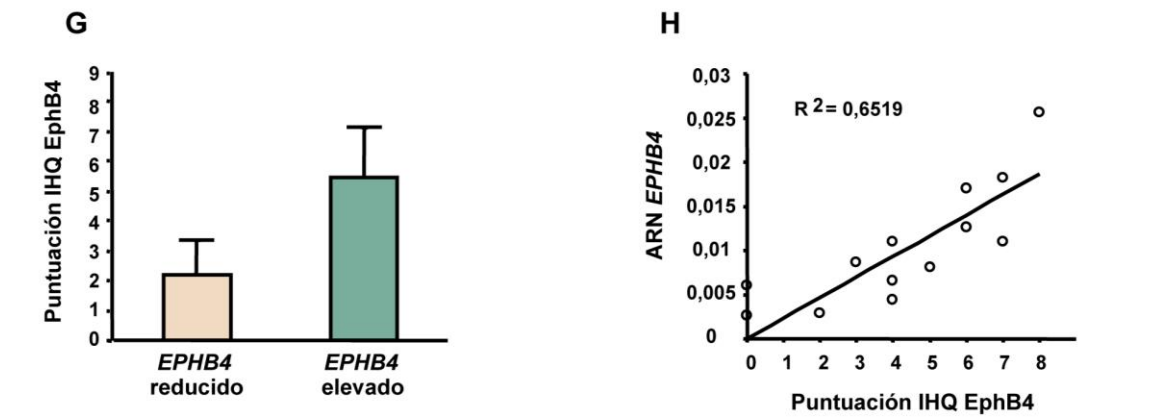 G
Puntuación IHQ EphB4
9
8
7
6
5
4
3
2
1
0
EPHB4
reducido
EPHB4
elevado
H
ARN EPHB4
0,03
0,025
0,02
0,015
0,01
0,005
0
R 2= 0,6519
0 1 2 3 4 5 6 7 8
Puntuación IHQ EphB4